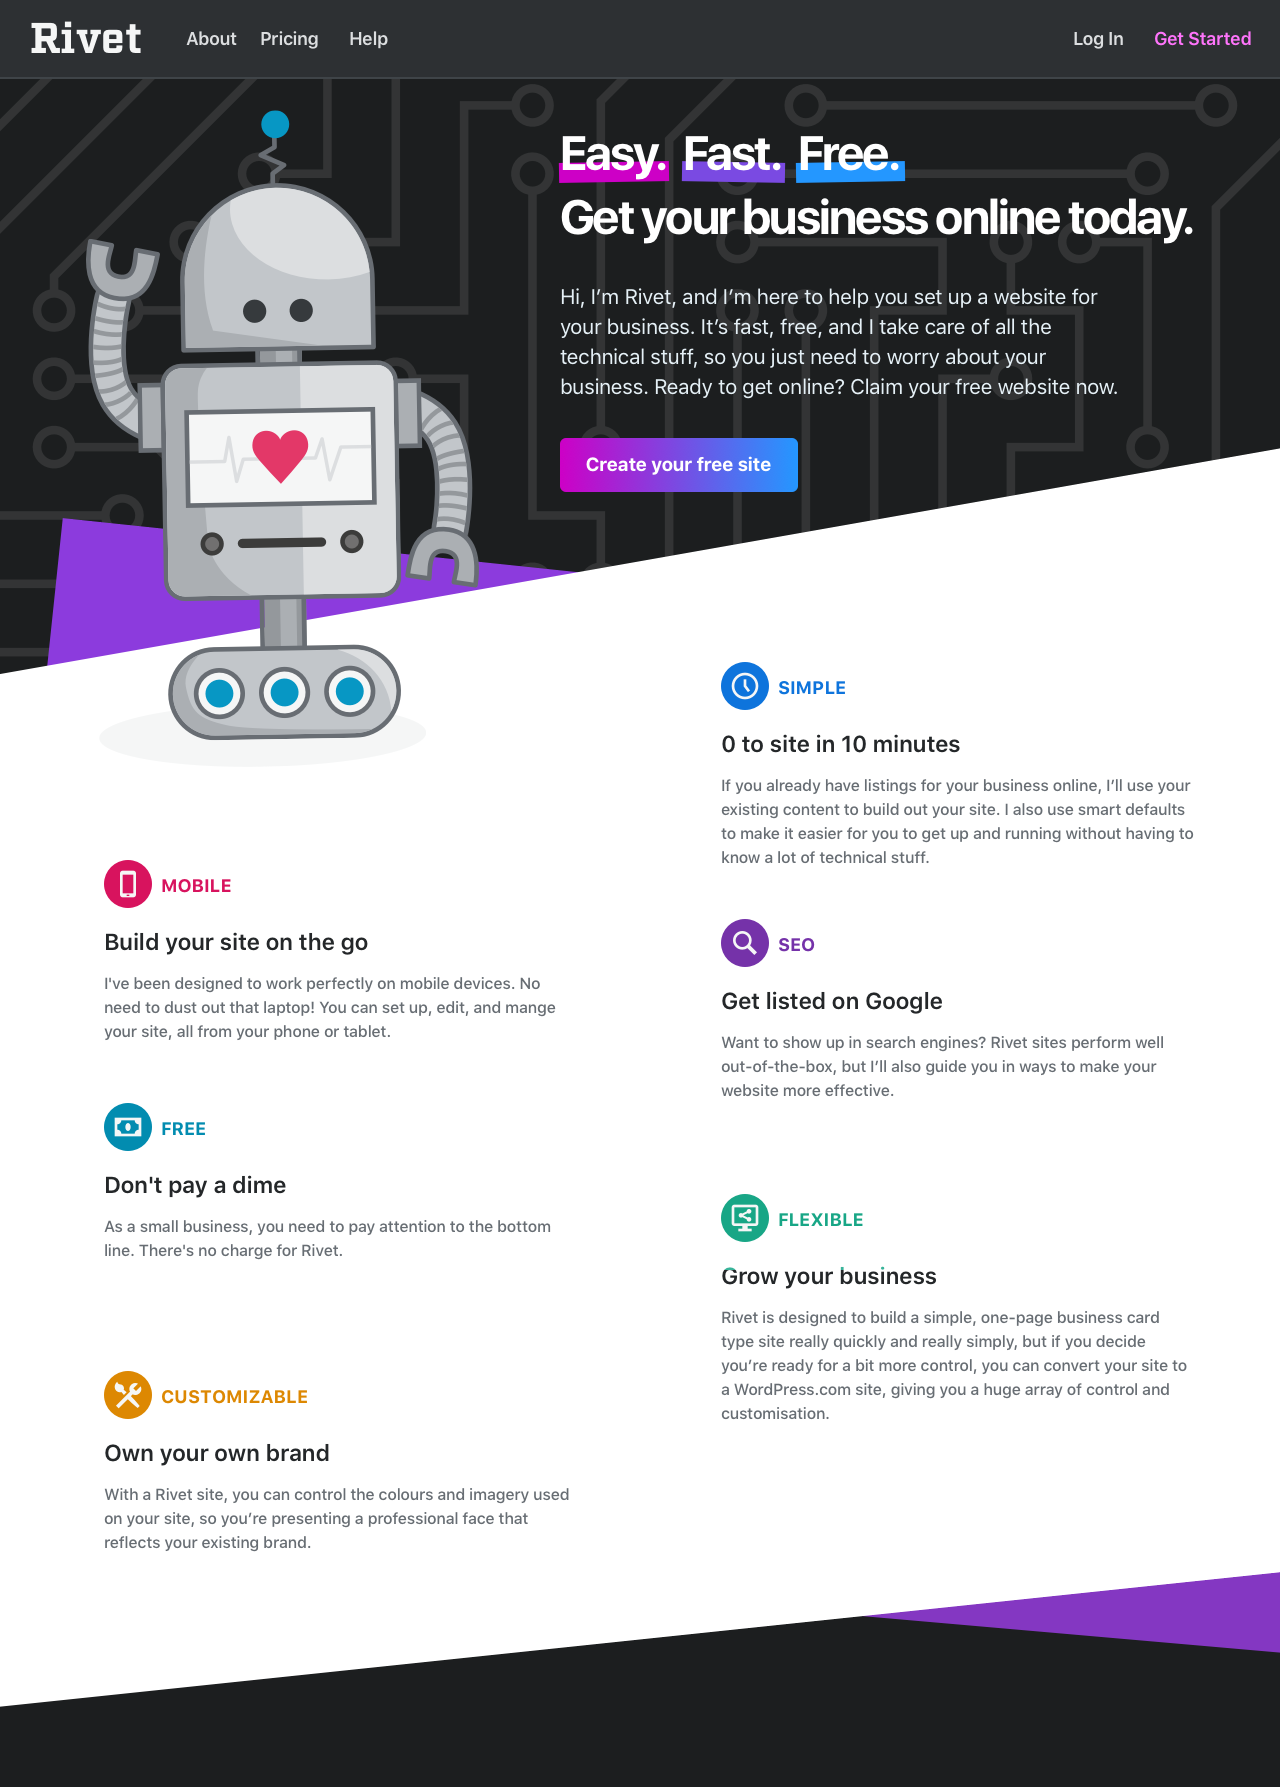 Rivet
About Pricing Help
Log In Get Started
Easy. Fast. Free.
Get your business online today.
Hi, I’m Rivet, and I’m here to help you set up a website for
your business. It’s fast, free, and I take care of all the
technical stuff, so you just need to worry about your
business. Ready to get online? Claim your free website now.
Create your free site
SIMPLE
0 to site in 10 minutes
If you already have listings for your business online, I’ll use your
existing content to build out your site. I also use smart defaults
to make it easier for you to get up and running without having to
know a lot of technical stuff.
MOBILE
Build your site on the go
I've been designed to work perfectly on mobile devices. No
need to dust out that laptop! You can set up, edit, and mange
your site, all from your phone or tablet.
SEO
Get listed on Google
Want to show up in search engines? Rivet sites perform well
out-of-the-box, but I’ll also guide you in ways to make your
website more effective.
FREE
Don't pay a dime
As a small business, you need to pay attention to the bottom
line. There's no charge for Rivet.
FLEXIBLE
Grow your business
Rivet is designed to build a simple, one-page business card
type site really quickly and really simply, but if you decide
you’re ready for a bit more control, you can convert your site to
a WordPress.com site, giving you a huge array of control and
customisation.
CUSTOMIZABLE
Own your own brand
With a Rivet site, you can control the colours and imagery used
on your site, so you’re presenting a professional face that
reflects your existing brand.